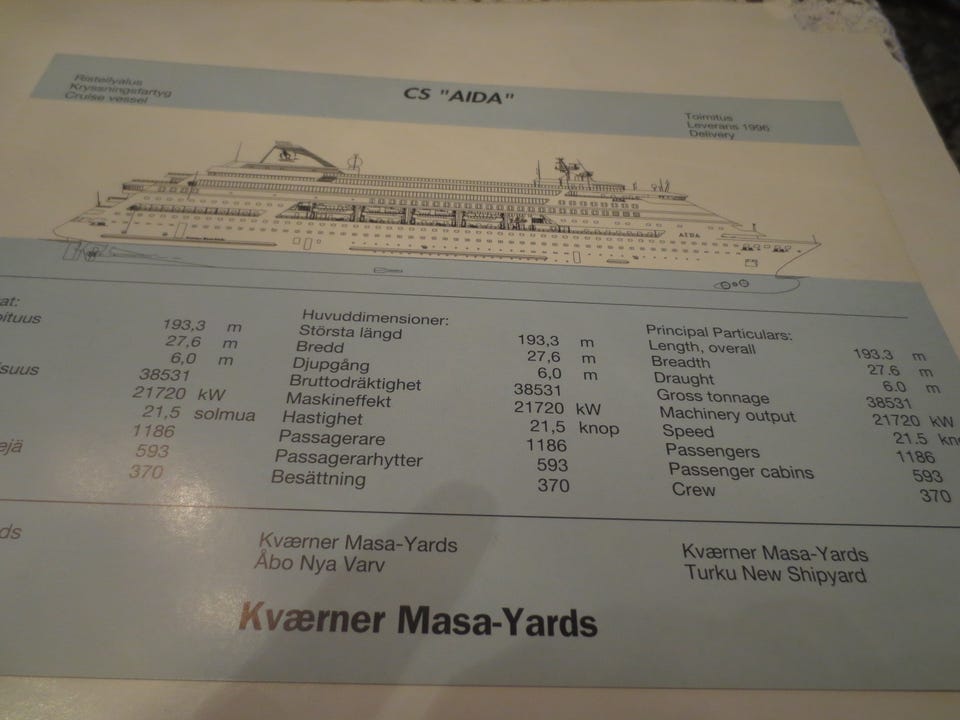 Risteilyalus
Kryssningsfartyg
Cruise vessel
CS "AIDA"
Toimitus
Leverans 1996
Delivery
AIDA
at:
pituus
193,3 m
27,6 m
6,0 m
suus
38531
21720 kW
21,5 solmua
1186
ejä
593
370
Huvuddimensioner:
Största längd 193,3 m
Bredd 27,6 m
Djupgång 6,0 m
Bruttodräktighet 38531
Maskineffekt 21720 kW
Hastighet 21,5 knop
Passagerare 1186
Passagerarhytter 593
Besättning 370
Principal Particulars:
Length, overall 193.3 m
Breadth 27.6 m
Draught 6.0 m
Gross tonnage 38531
Machinery output 21720 kW
Speed 21.5 kno
Passengers 1186
Passenger cabins 593
Crew 370
ds
Kværner Masa-Yards
Åbo Nya Varv
Kværner Masa-Yards
Turku New Shipyard
Kværner Masa-Yards